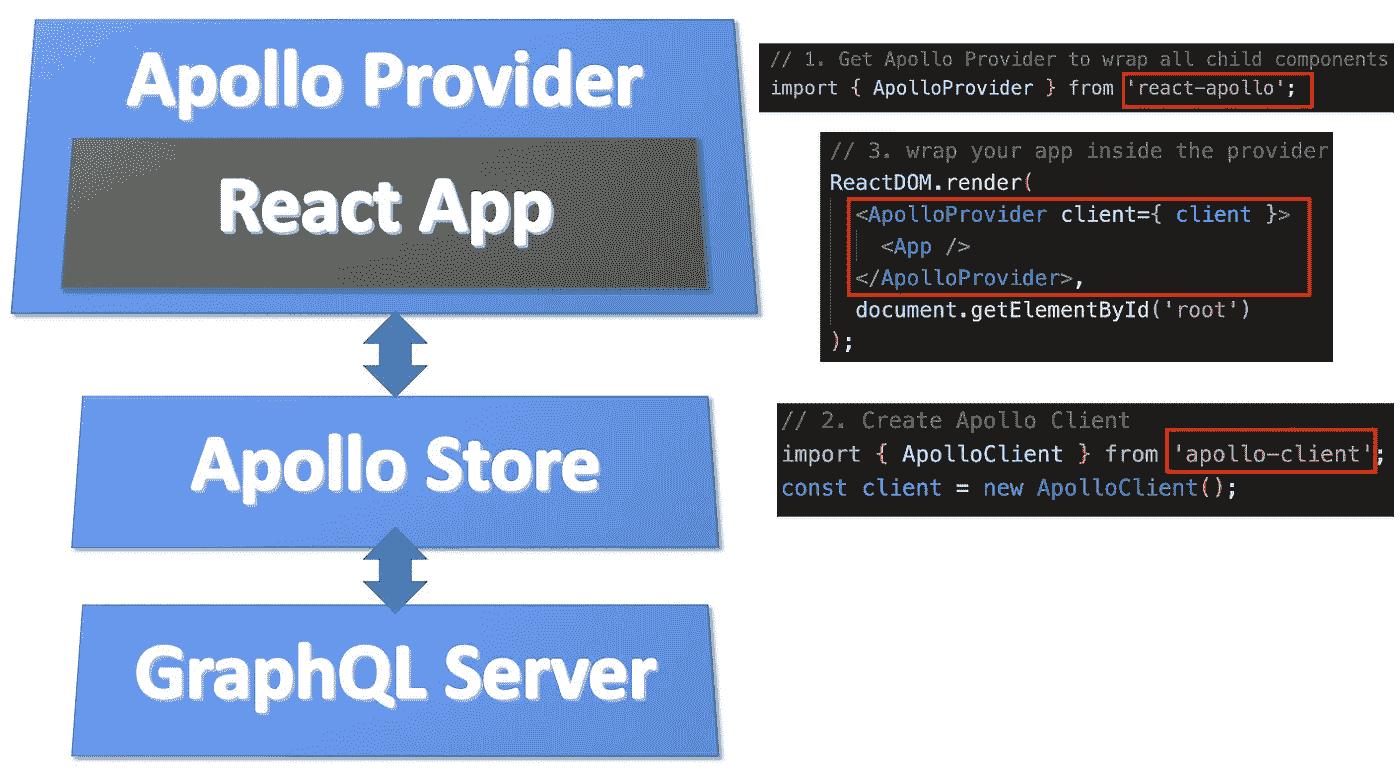 Apollo Provider
React App
Apollo Store
GraphQL Server
// 1. Get Apollo Provider to wrap all child components
import { ApolloProvider } from 'react-apollo';
// 3. wrap your app inside the provider
ReactDOM.render(
<ApolloProvider client={ client }>
<App />
</ApolloProvider>,
document.getElementById('root')
);
// 2. Create Apollo Client
import { ApolloClient } from 'apollo-client';
const client = new ApolloClient();